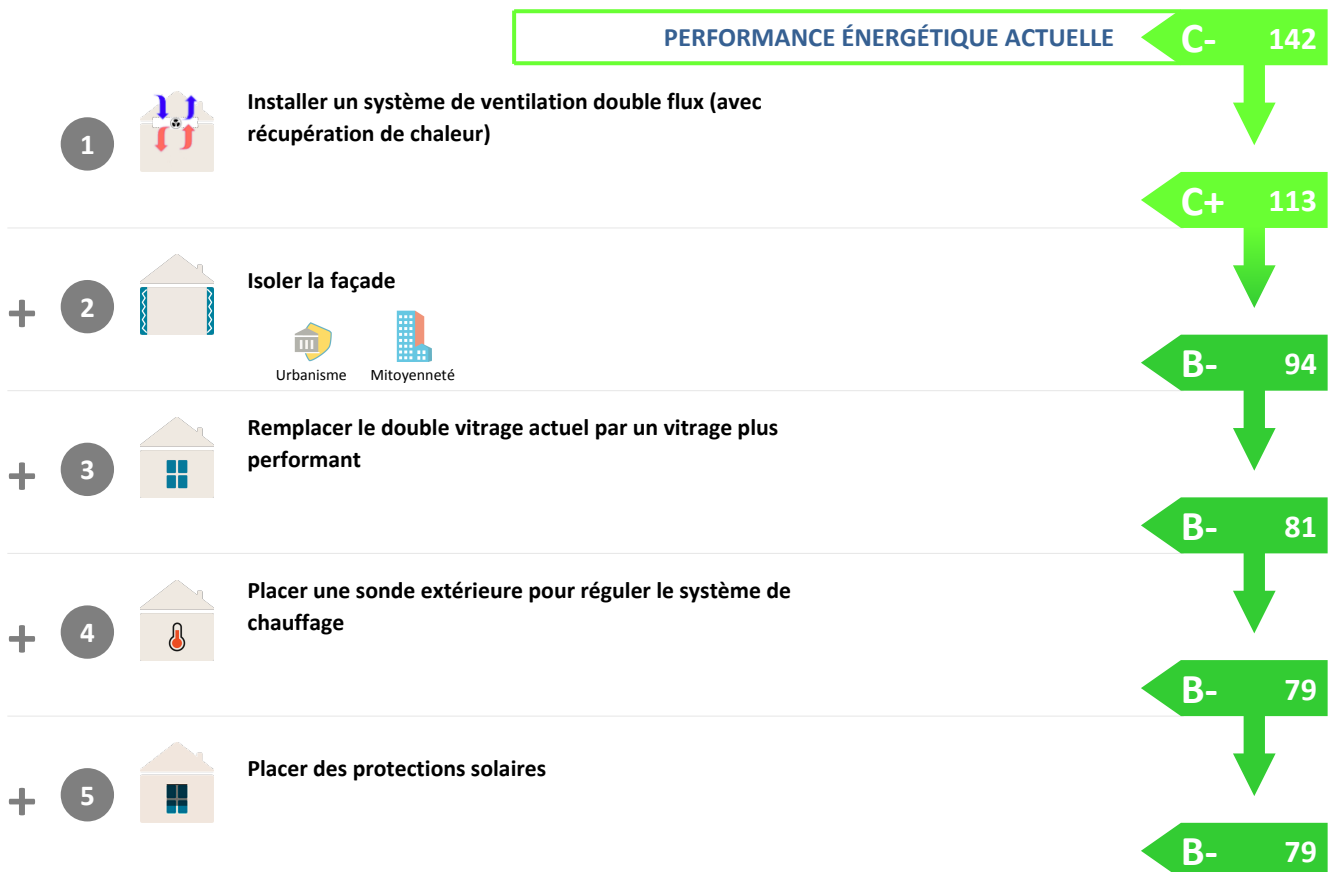 PERFORMANCE ÉNERGÉTIQUE ACTUELLE C- 142
1 Installer un système de ventilation double flux (avec
récupération de chaleur)
C+ 113
+ 2 Isoler la façade
Urbanisme Mitoyenneté
B- 94
+ 3 Remplacer le double vitrage actuel par un vitrage plus
performant
B- 81
+ 4 Placer une sonde extérieure pour réguler le système de
chauffage
B- 79
+ 5 Placer des protections solaires
B- 79